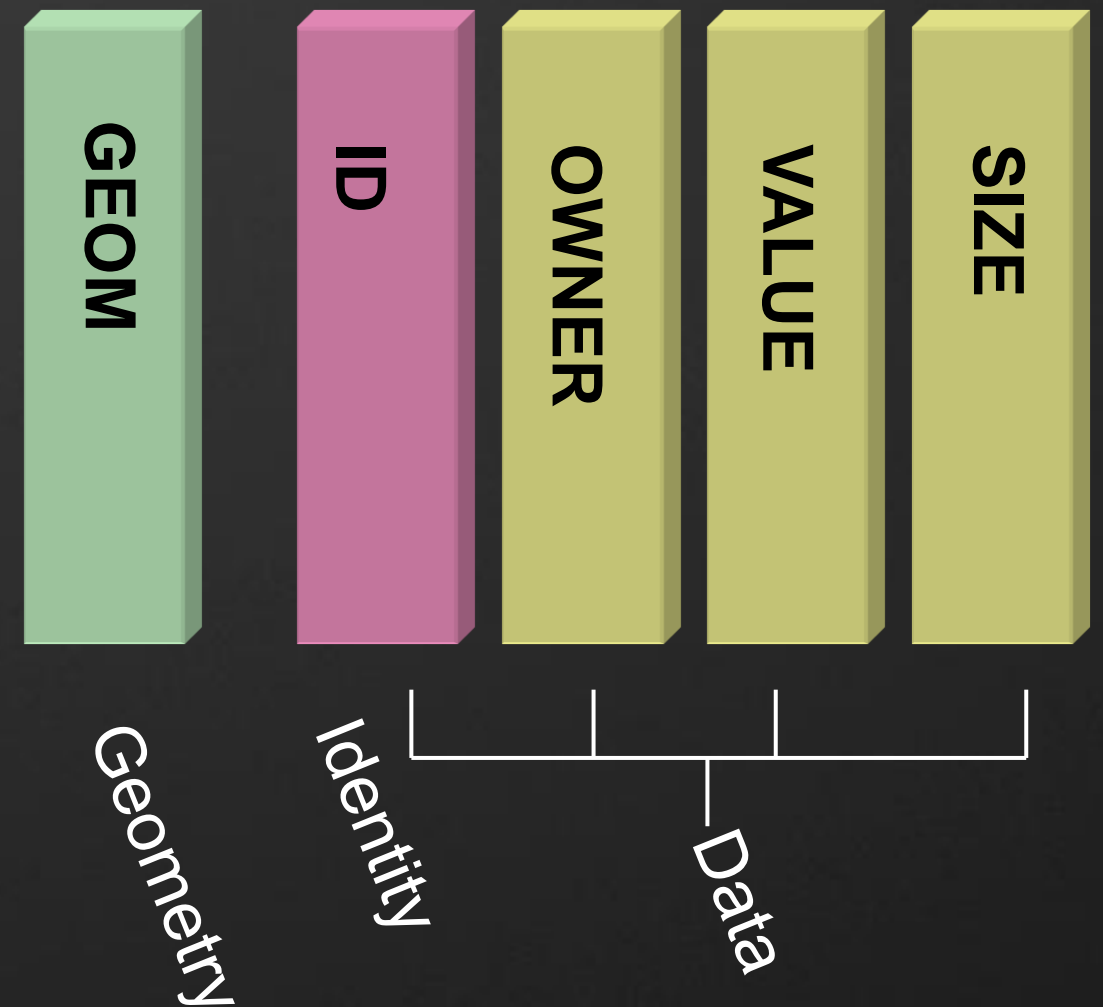 GEOM
ID
OWNER
VALUE
SIZE
Geometry
Identity
Data